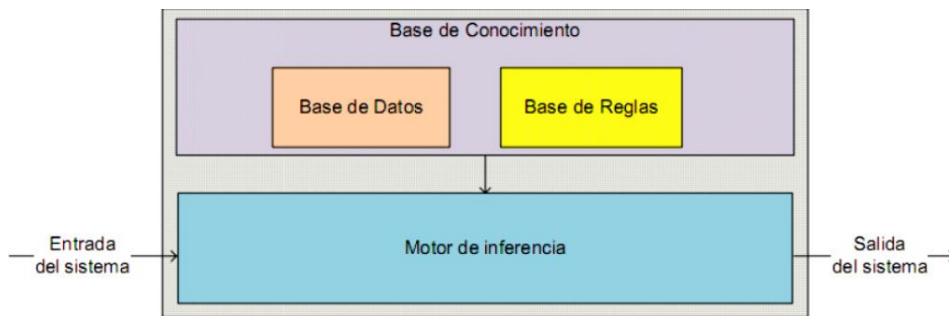 Base de Conocimiento
Base de Datos
Base de Reglas
Entrada
del sistema
Motor de inferencia
Salida
del sistema